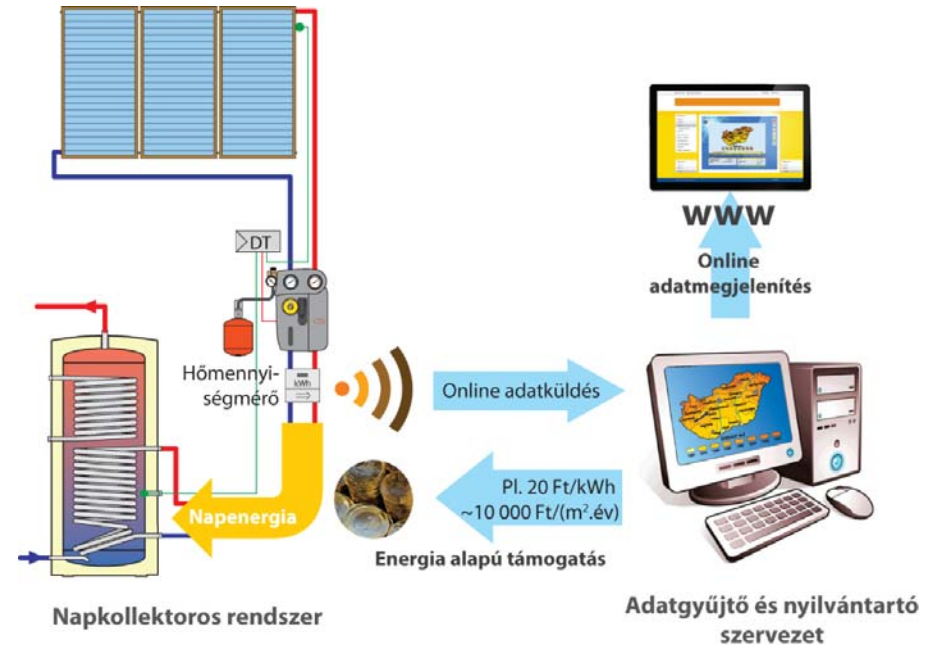 DT
WWW
Online
adatmegjelenítés
Hőmennyi-
ségmérő
kWh
Online adatküldés
Pl. 20 Ft/kWh
~10 000 Ft/(m².év)
Napenergia
Energia alapú támogatás
Napkollektoros rendszer
Adatgyűjtő és nyilvántartó
szervezet